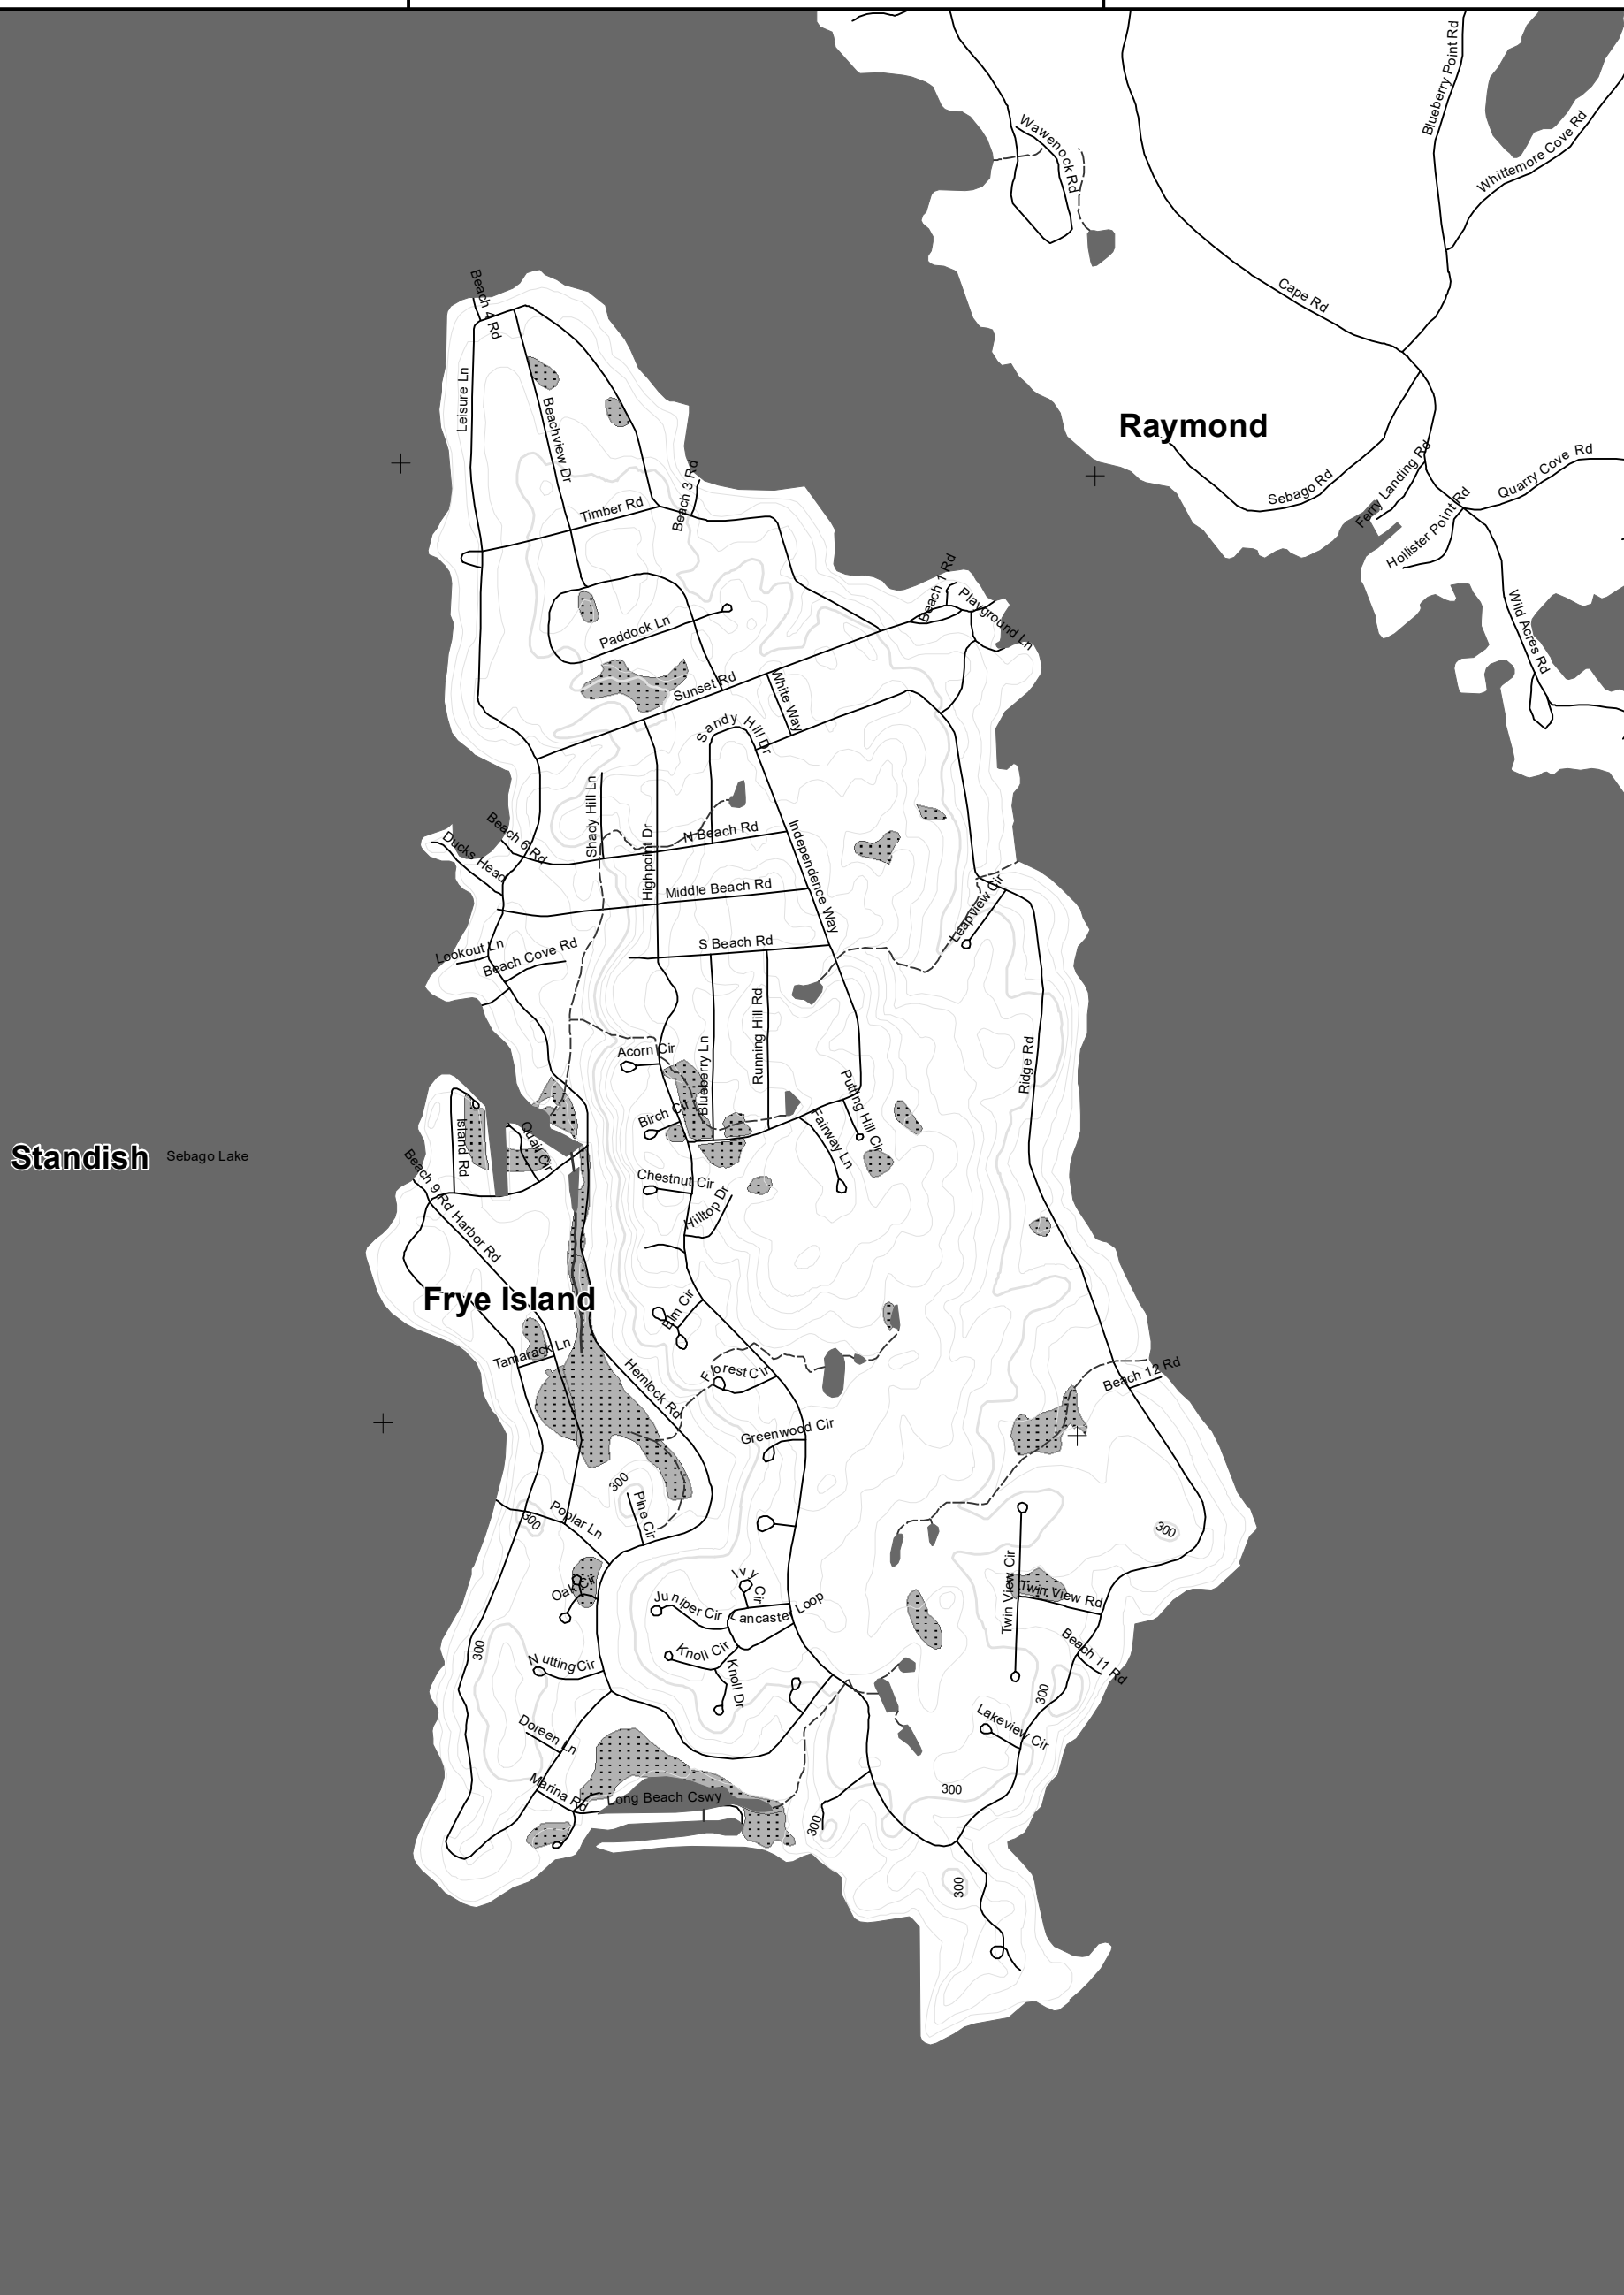 Blueberry Point Rd
Whittemore Cove Rd
Wawenock Rd
Cape Rd
Beach 4 Rd
Leisure Ln
Beachview Dr
Raymond
Timber Rd
Beach 3 Rd
Sebago Rd
Ferry Landing Rd
Quarry Cove Rd
Hollister Point Rd
Wild Acres Rd
Beach 1 Rd
Playground Ln
Paddock Ln
Sunset Rd
White Way
Sandy Hill Dr
Shady Hill Ln
Highpoint Dr
N Beach Rd
Beach 6 Rd
Ducks Head
Independence Way
Middle Beach Rd
Leapview Cir
Lookout Ln
Beach Cove Rd
S Beach Rd
Running Hill Rd
Blueberry Ln
Acorn Cir
Ridge Rd
Birch Cir
Putting Hill Cir
Fairway Ln
Island Rd
Quail Cir
Standish
Sebago Lake
Beach 9 Rd
Harbor Rd
Chestnut Cir
Hilltop Dr
Frye Island
Elm Cir
Tamarack Ln
Hemlock Rd
Forest Cir
Beach 12 Rd
Greenwood Cir
300
Pine Cir
300
Poplar Ln
300
Oak Cir
Ivy Cir
Juniper Cir
Lancaster Loop
Twin View Cir
Twin View Rd
Beach 11 Rd
300
Nutting Cir
Knoll Cir
Knoll Dr
300
Lakeview Cir
Doreen Ln
Marina Rd
Long Beach Cswy
300
300
300